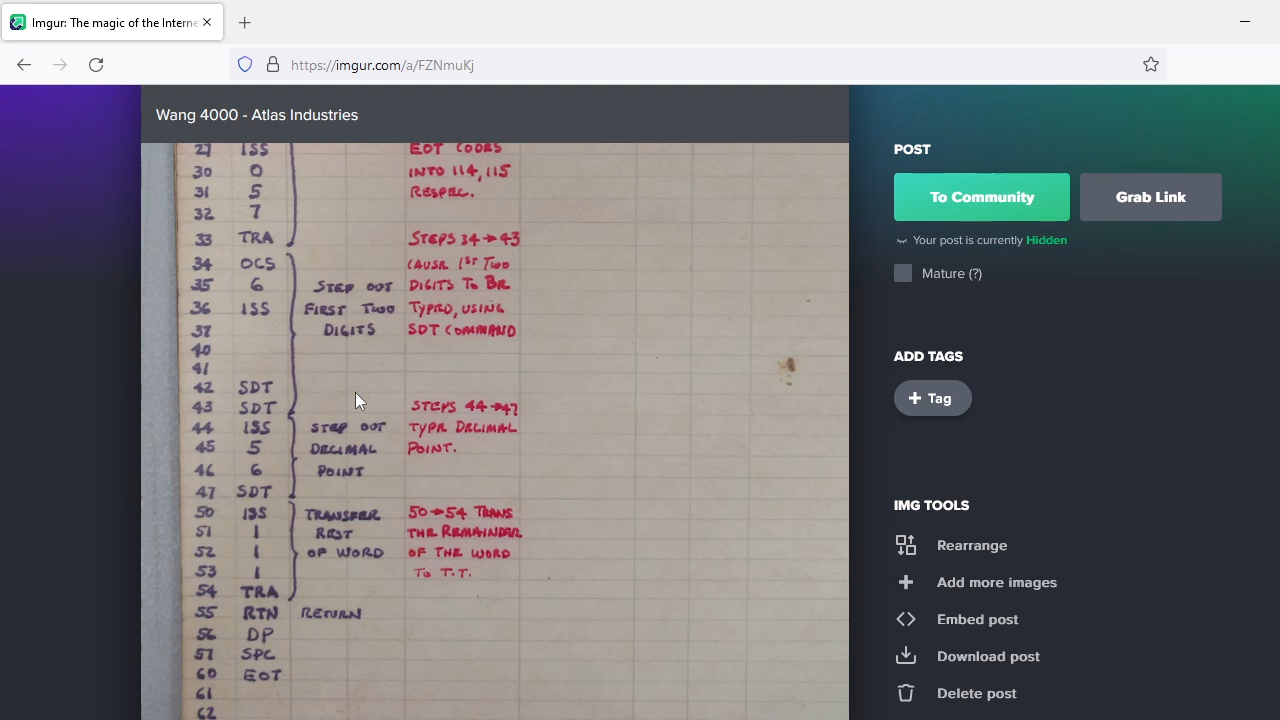 Imgur: The magic of the Interne
https://imgur.com/a/FZNmuKj
Wang 4000 - Atlas Industries
27 ISS EOT CODES
30 0 INTO 114, 115
31 5 RESPEC.
32 7
33 TRA STEPS 34→43
34 OCS CAUSE 1ST TWO
35 6 STEP OUT DIGITS TO BE
36 ISS FIRST TWO TYPED, USING
37 DIGITS SDT COMMAND
40
41
42 SDT
43 SDT STEPS 44→47
44 ISS STEP OUT TYPE DECIMAL
45 5 DECIMAL POINT.
46 6 POINT
47 SDT
50 ISS TRANSFER 50→54 TRANS
51 1 REST THE REMAINDER
52 1 OF WORD OF THE WORD
53 1 TO T.T.
54 TRA
55 RTN RETURN
56 DP
57 SPC
60 EOT
61
62
POST
To Community
Grab Link
Your post is currently Hidden
Mature (?)
ADD TAGS
+ Tag
IMG TOOLS
Rearrange
Add more images
Embed post
Download post
Delete post